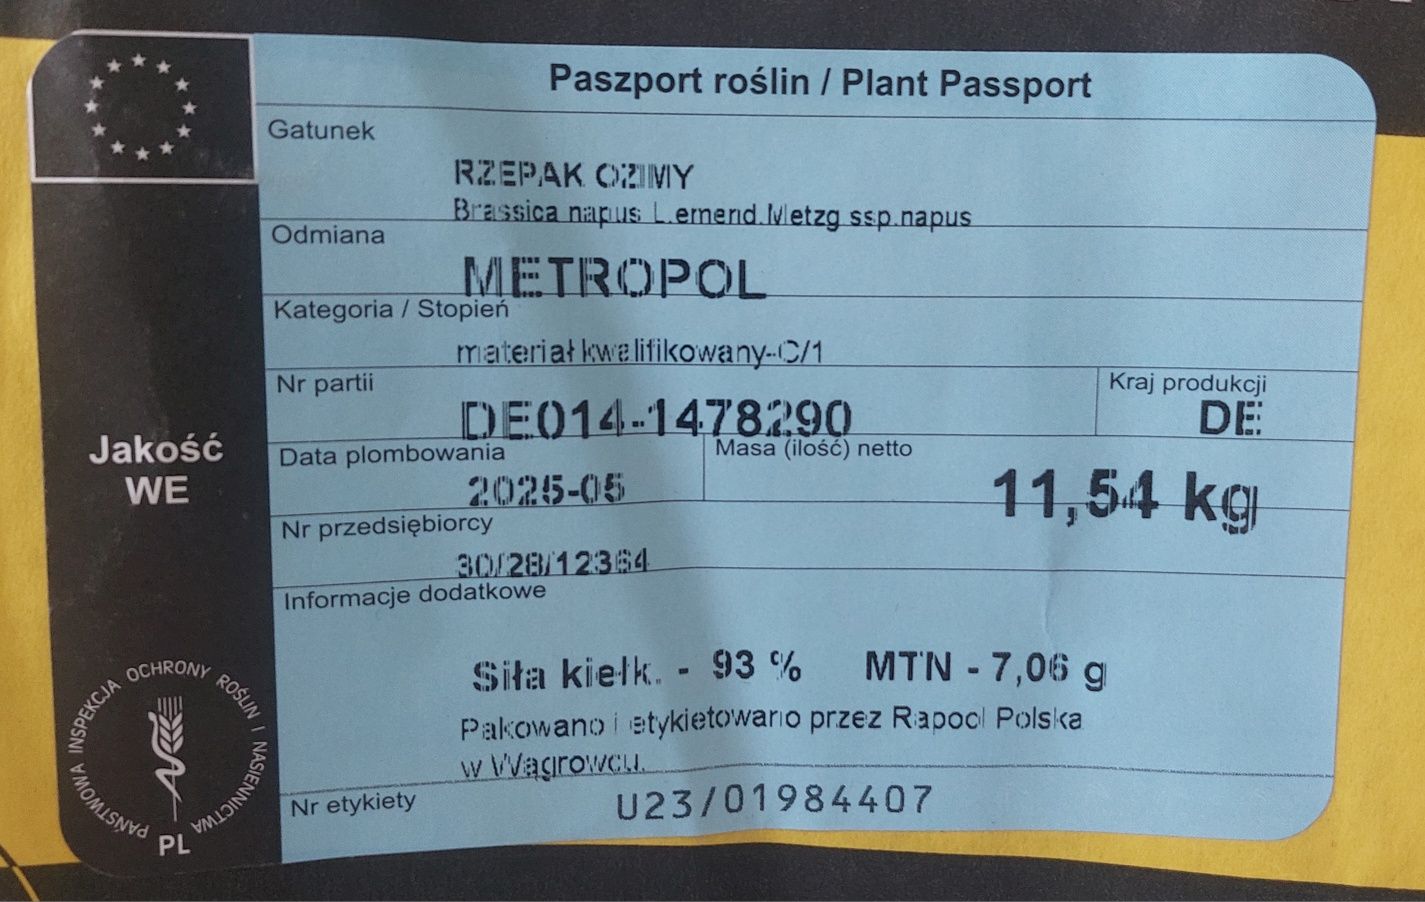 Paszport roślin / Plant Passport
Gatunek
RZEPAK OZIMY
Brassica napus L.emend.Metzg ssp.napus
Odmiana
METROPOL
Kategoria / Stopień
materiał kwalifikowany-C/1
Nr partii
DE014-1478290
Kraj produkcji
DE
Data plombowania
2025-05
Masa (ilość) netto
11,54 kg
Nr przedsiębiorcy
30/28/12364
Informacje dodatkowe
Siła kiełk. - 93 % MTN - 7,06 g
Pakowano i etykietowano przez Rapool Polska
w Wągrowcu.
Nr etykiety
U23/01984407
Jakość
WE
PAŃSTWOWA INSPEKCJA OCHRONY ROŚLIN I NASIENNICTWA
PL